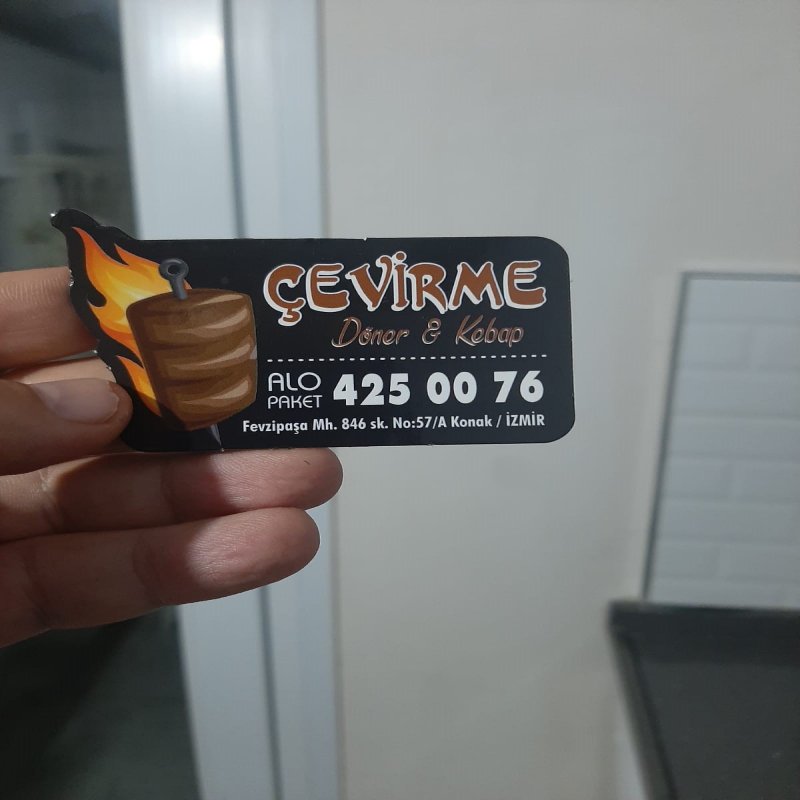 ÇEVİRME
Döner & Kebap
ALO PAKET 425 00 76
Fevzipaşa Mh. 846 sk. No:57/A Konak / İZMİR